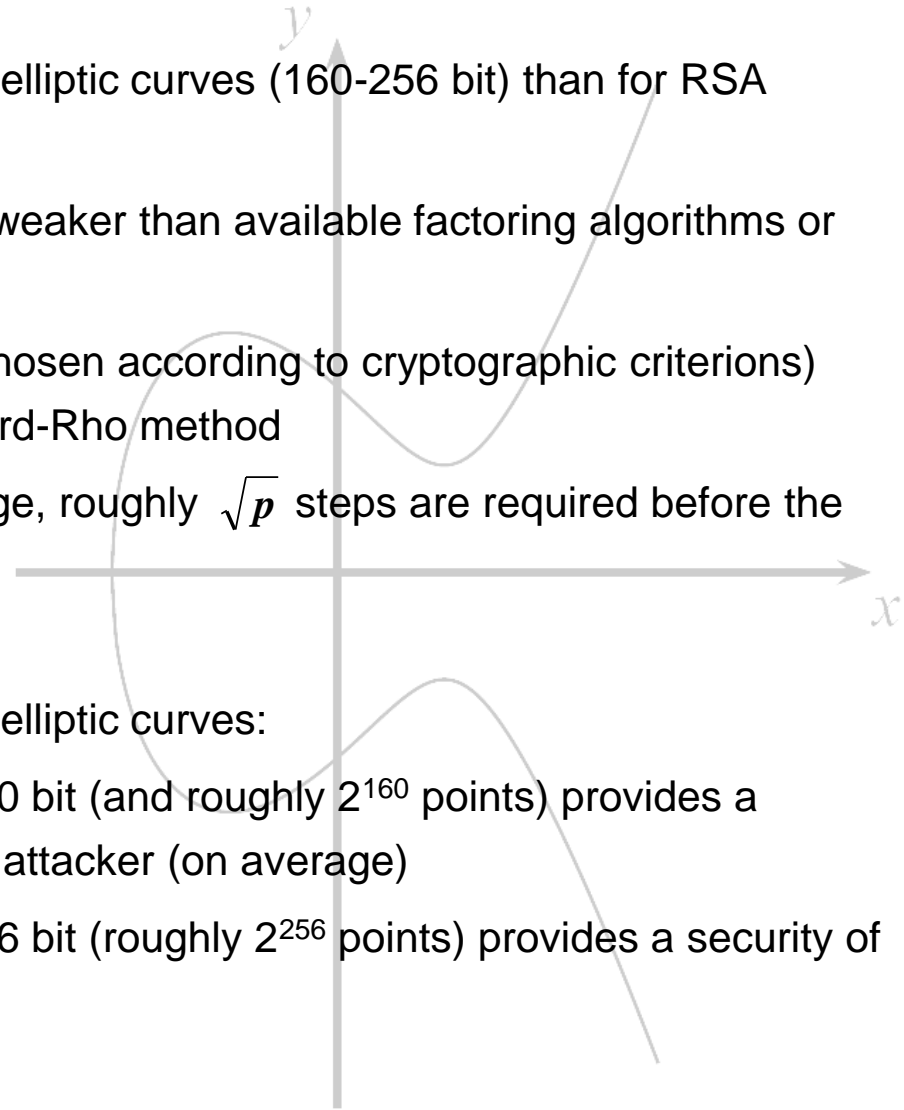 y
elliptic curves (160-256 bit) than for RSA
weaker than available factoring algorithms or
hosen according to cryptographic criterions)
rd-Rho method
ge, roughly √p steps are required before the
x
elliptic curves:
0 bit (and roughly 2¹⁶⁰ points) provides a
attacker (on average)
6 bit (roughly 2²⁵⁶ points) provides a security of